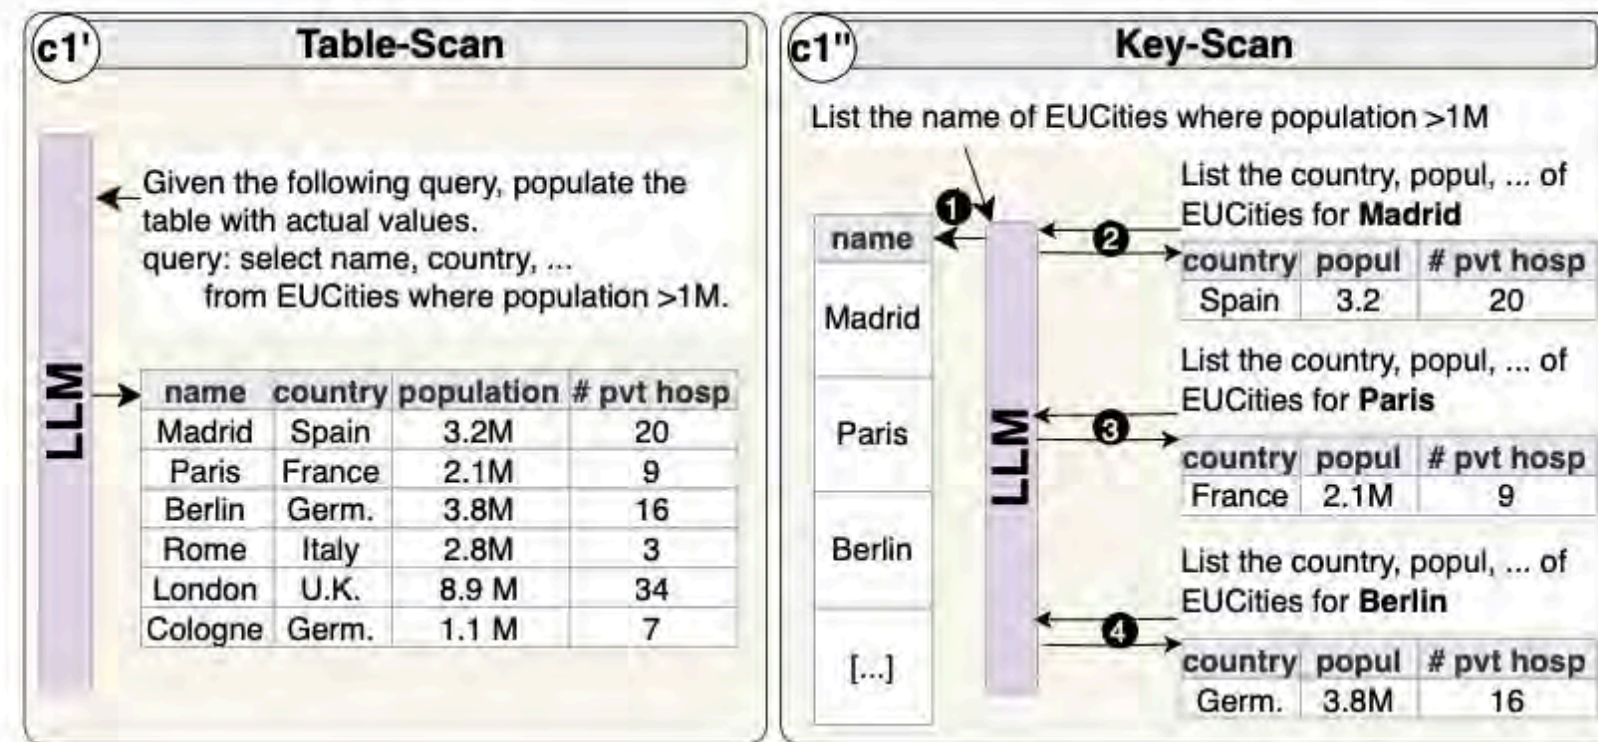 c1'
Table-Scan
Given the following query, populate the
table with actual values.
query: select name, country, ...
from EUCities where population >1M.
LLM
name country population # pvt hosp
Madrid Spain 3.2M 20
Paris France 2.1M 9
Berlin Germ. 3.8M 16
Rome Italy 2.8M 3
London U.K. 8.9 M 34
Cologne Germ. 1.1 M 7
c1"
Key-Scan
List the name of EUCities where population >1M
1
name
Madrid
Paris
Berlin
[...]
LLM
List the country, popul, ... of
EUCities for Madrid
2
country popul # pvt hosp
Spain 3.2 20
List the country, popul, ... of
EUCities for Paris
3
country popul # pvt hosp
France 2.1M 9
List the country, popul, ... of
EUCities for Berlin
4
country popul # pvt hosp
Germ. 3.8M 16